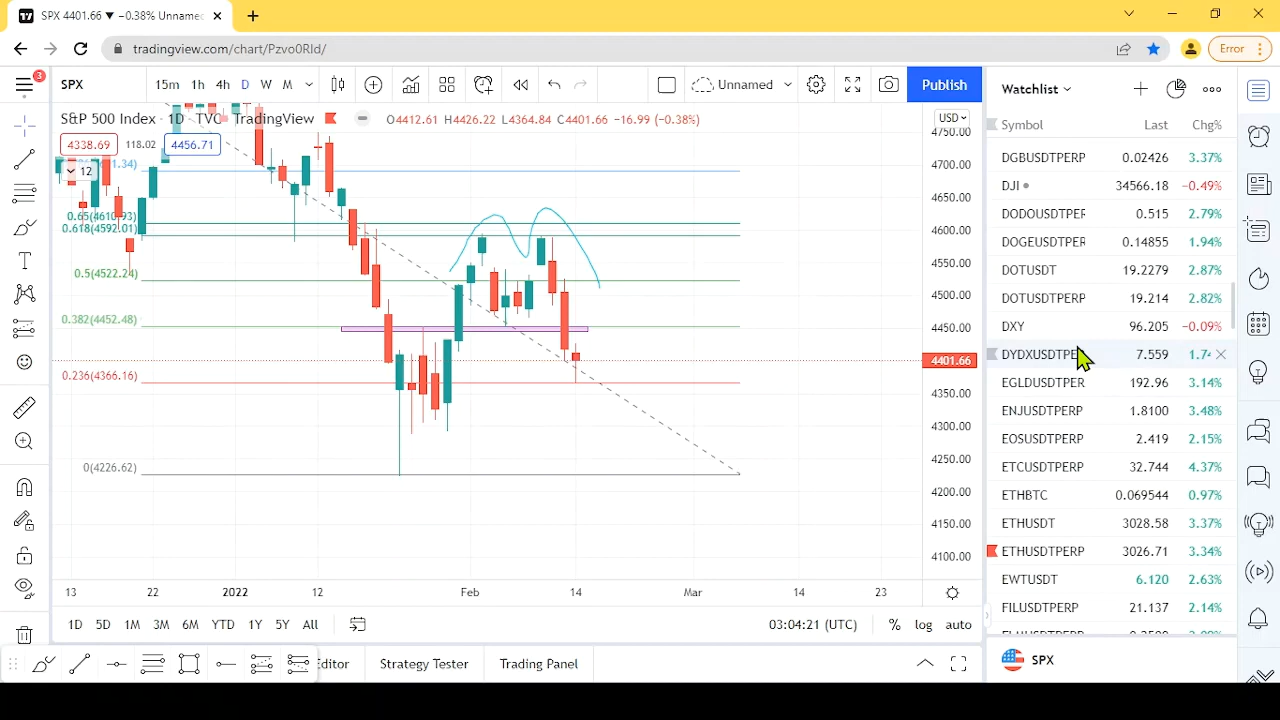 SPX 4401.66 ▼ −0.38% Unname
tradingview.com/chart/Pzvo0RId/
Error
3
SPX
15m 1h 4h D W M
Unnamed
Publish
S&P 500 Index · 1D · TVC TradingView O4412.61 H4426.22 L4364.84 C4401.66 −16.99 (−0.38%)
4338.69 118.02 4456.71
12
0.65(4610.93)
0.618(4592.01)
0.5(4522.24)
0.382(4452.48)
0.236(4366.16)
0(4226.62)
USD
4750.00
4700.00
4650.00
4600.00
4550.00
4500.00
4450.00
4401.66
4350.00
4300.00
4250.00
4200.00
4150.00
4100.00
13 22 2022 12 Feb 14 Mar 14 23
1D 5D 1M 3M 6M YTD 1Y 5Y All
03:04:21 (UTC) % log auto
ditor Strategy Tester Trading Panel
Watchlist
Symbol Last Chg%
DGBUSDTPERP 0.02426 3.37%
DJI 34566.18 −0.49%
DODOUSDTPER 0.515 2.79%
DOGEUSDTPER 0.14855 1.94%
DOTUSDT 19.2279 2.87%
DOTUSDTPERP 19.214 2.82%
DXY 96.205 −0.09%
DYDXUSDTPE 7.559 1.74
EGLDUSDTPER 192.96 3.14%
ENJUSDTPERP 1.8100 3.48%
EOSUSDTPERP 2.419 2.15%
ETCUSDTPERP 32.744 4.37%
ETHBTC 0.069544 0.97%
ETHUSDT 3028.58 3.37%
ETHUSDTPERP 3026.71 3.34%
EWTUSDT 6.120 2.63%
FILUSDTPERP 21.137 2.14%
SPX